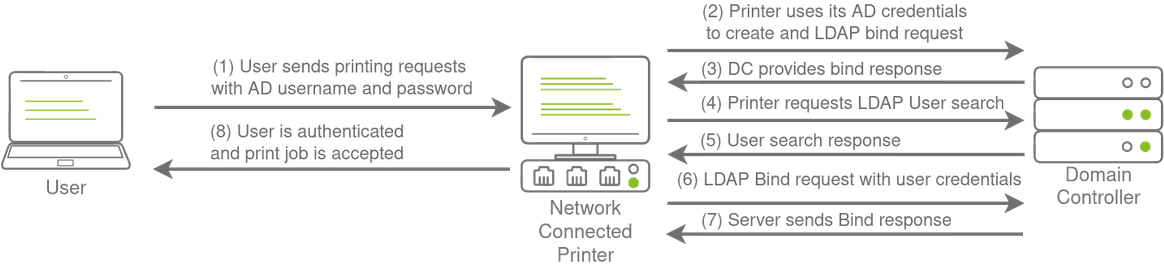 (1) User sends printing requests
with AD username and password
(8) User is authenticated
and print job is accepted
User
Network
Connected
Printer
(2) Printer uses its AD credentials
to create and LDAP bind request
(3) DC provides bind response
(4) Printer requests LDAP User search
(5) User search response
(6) LDAP Bind request with user credentials
(7) Server sends Bind response
Domain
Controller